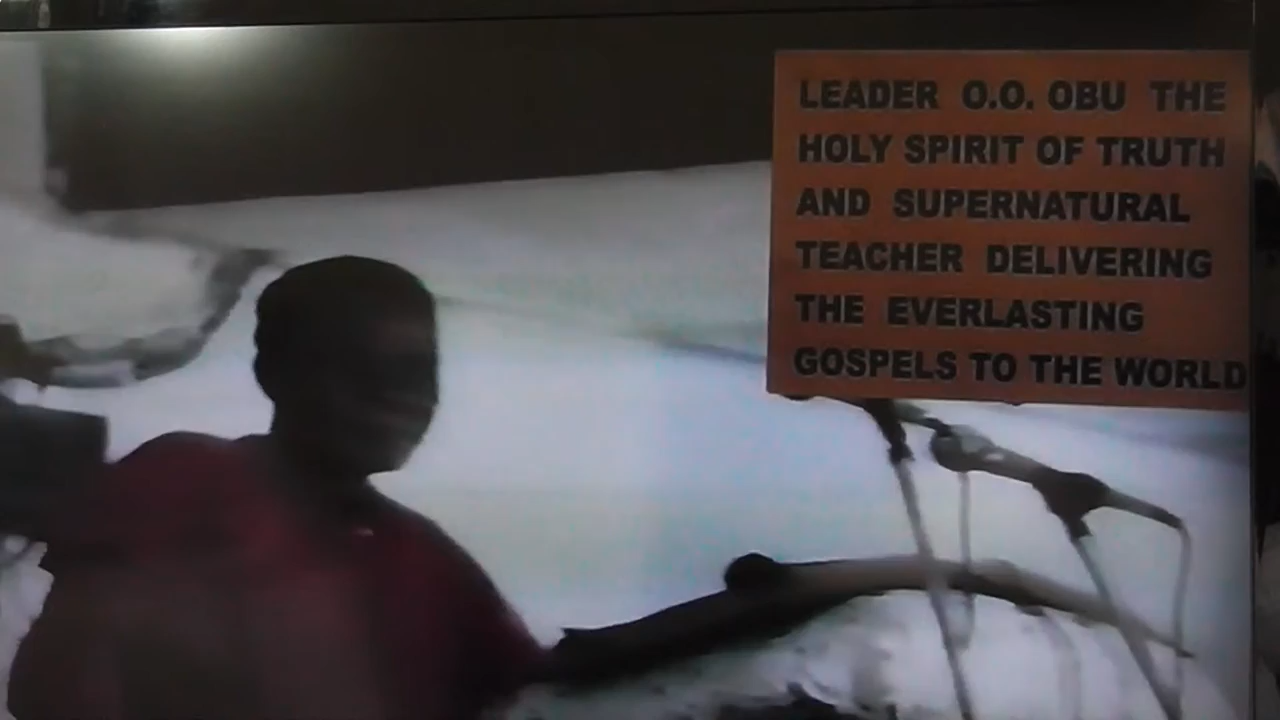 LEADER O.O. OBU THE
HOLY SPIRIT OF TRUTH
AND SUPERNATURAL
TEACHER DELIVERING
THE EVERLASTING
GOSPELS TO THE WORLD